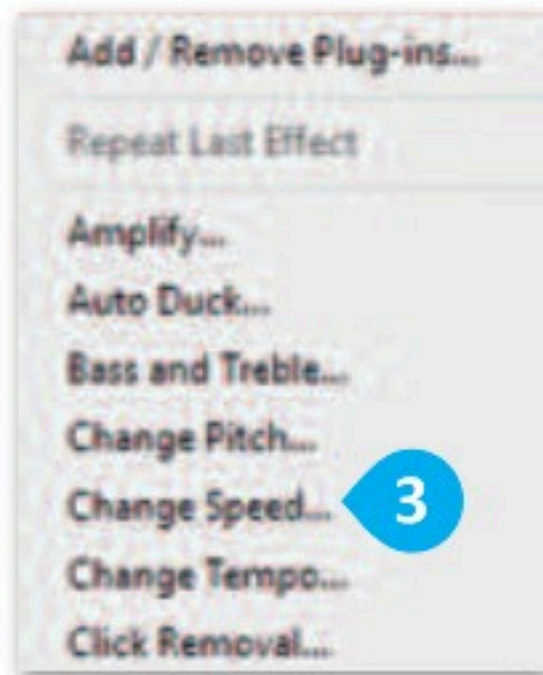 Add / Remove Plug-ins...
Repeat Last Effect
Amplify...
Auto Duck...
Bass and Treble...
Change Pitch...
Change Speed...
3
Change Tempo...
Click Removal...